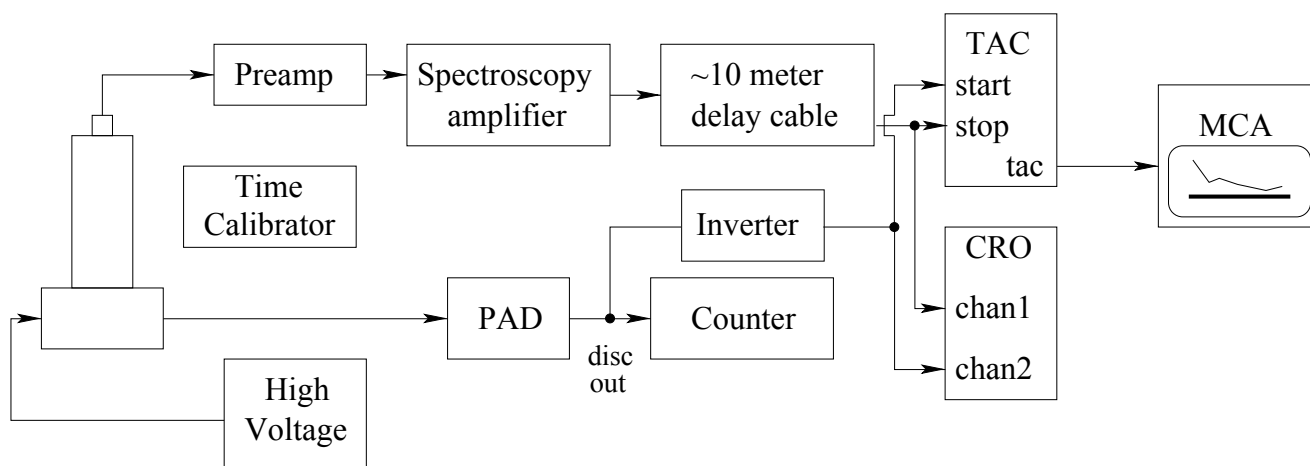 Preamp
Spectroscopy
amplifier
~10 meter
delay cable
TAC
start
stop
tac
MCA
Time
Calibrator
Inverter
CRO
chan1
chan2
PAD
disc
out
Counter
High
Voltage